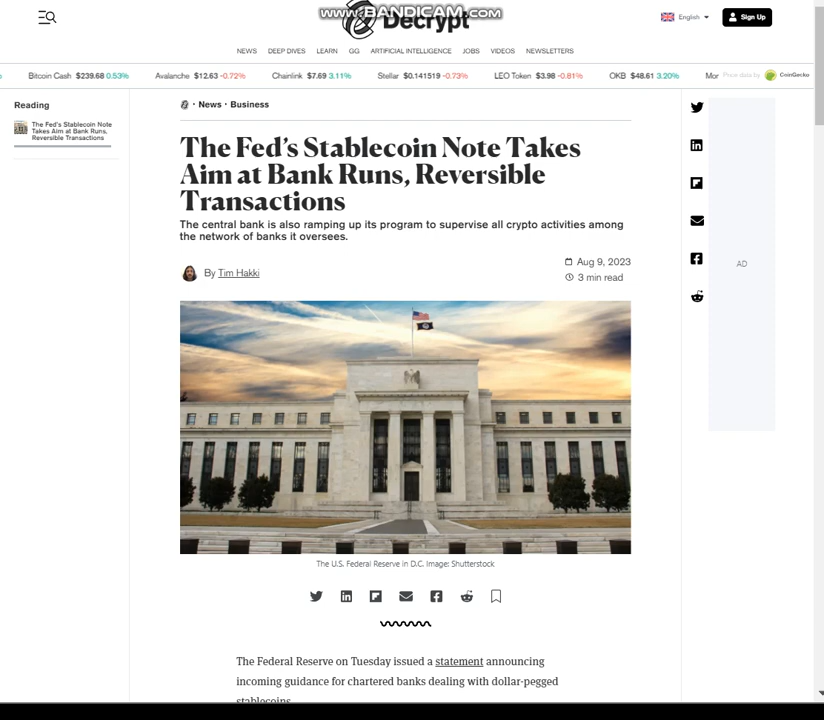 www.BANDICAM.com
Decrypt
English
Sign Up
NEWS DEEP DIVES LEARN GG ARTIFICIAL INTELLIGENCE JOBS VIDEOS NEWSLETTERS
Bitcoin Cash $239.68 0.53% Avalanche $12.63 -0.72% Chainlink $7.69 3.11% Stellar $0.141519 -0.73% LEO Token $3.98 -0.81% OKB $48.61 3.20% Mor Price data by CoinGecko
Reading
The Fed's Stablecoin Note
Takes Aim at Bank Runs,
Reversible Transactions
News · Business
The Fed's Stablecoin Note Takes
Aim at Bank Runs, Reversible
Transactions
The central bank is also ramping up its program to supervise all crypto activities among
the network of banks it oversees.
By Tim Hakki
Aug 9, 2023
3 min read
AD
The U.S. Federal Reserve in D.C. Image: Shutterstock
The Federal Reserve on Tuesday issued a statement announcing
incoming guidance for chartered banks dealing with dollar-pegged
stablecoins.